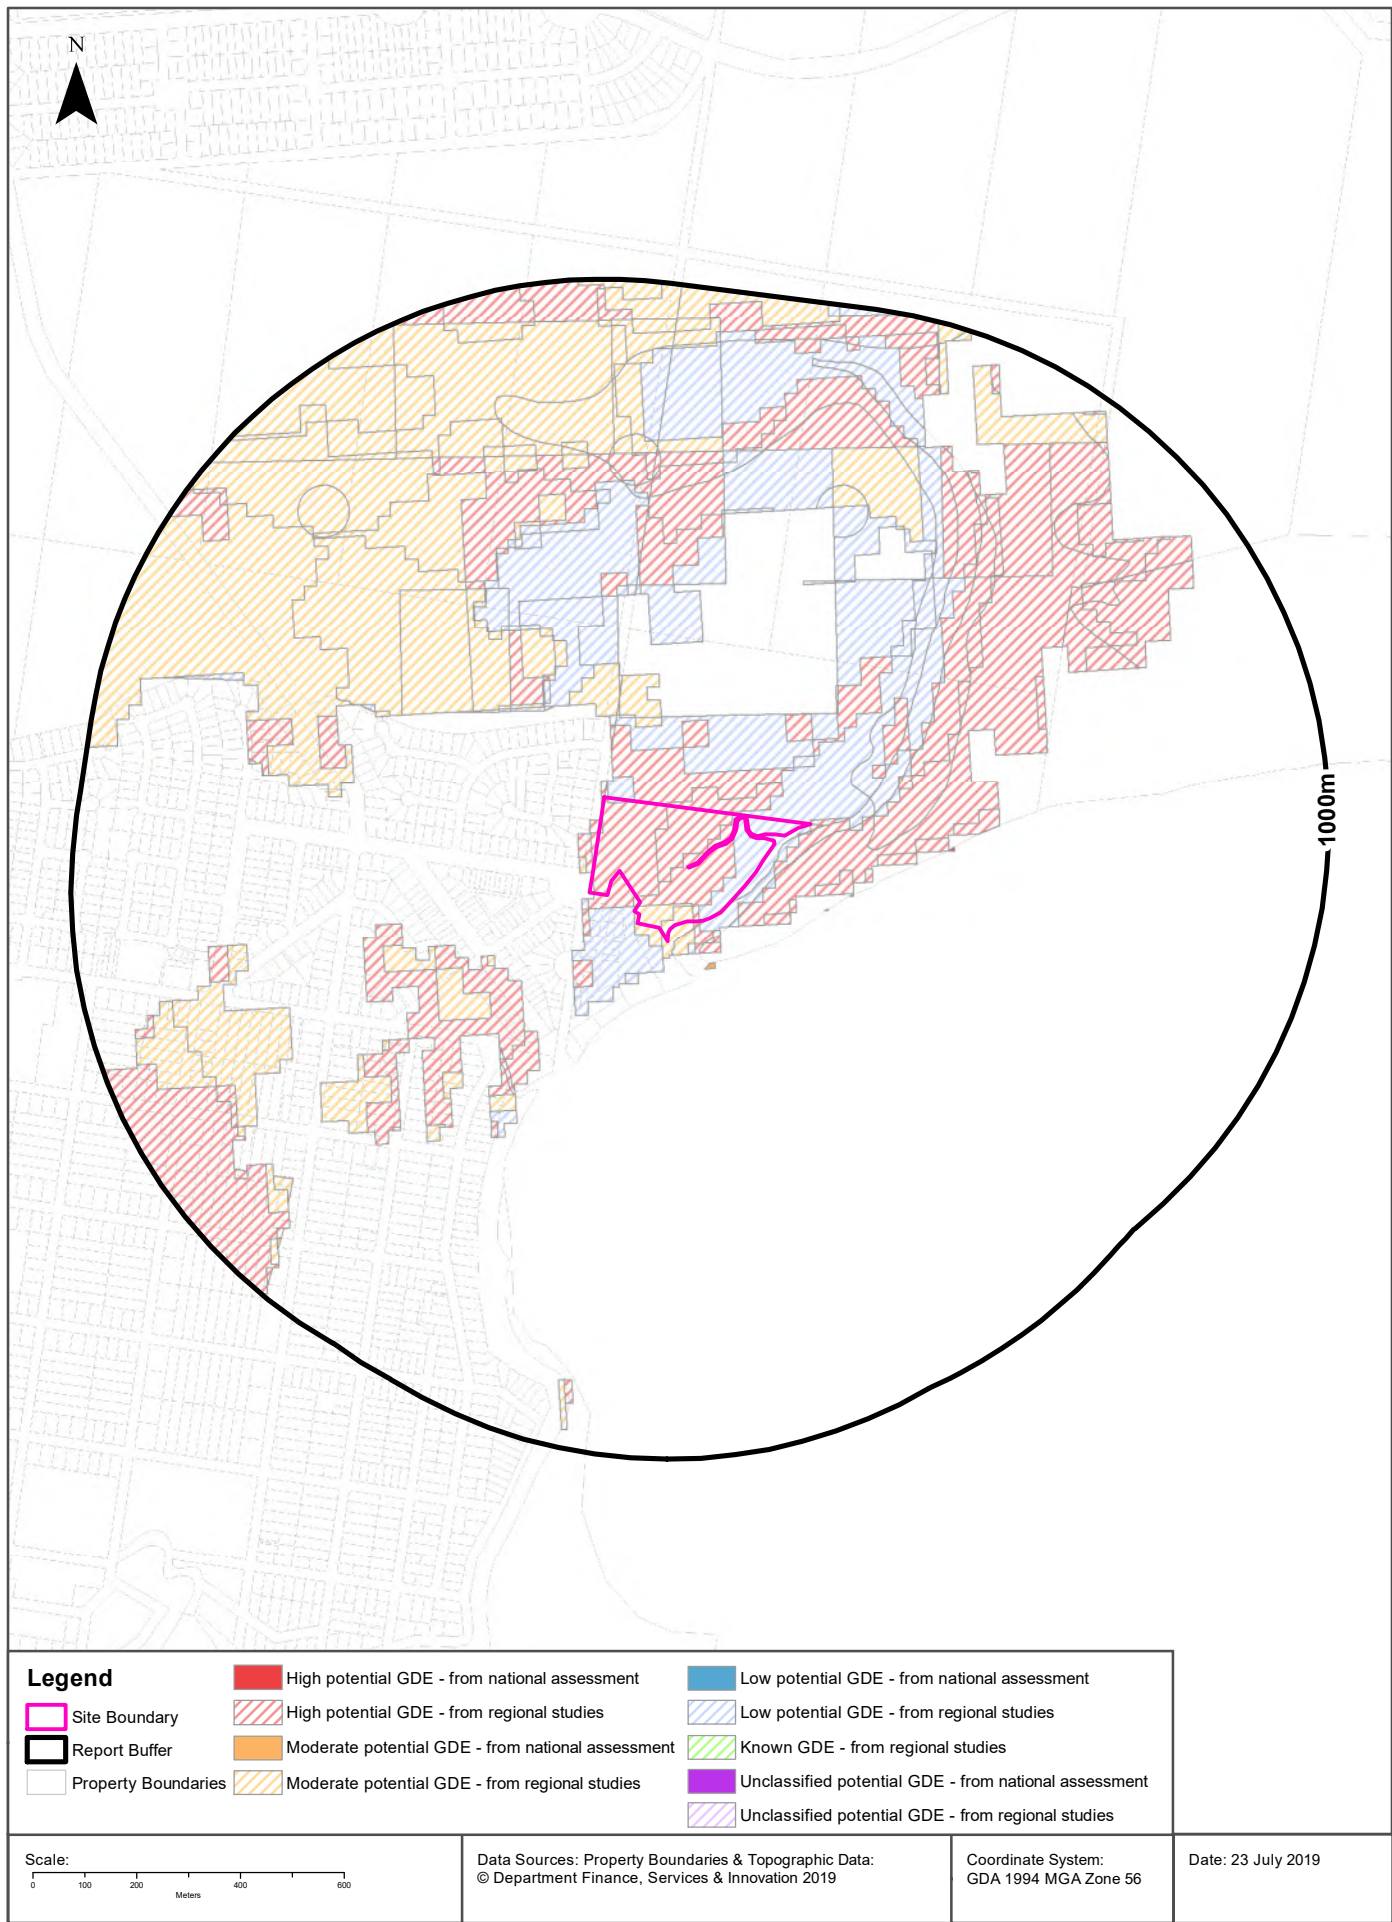 N
1000m
Legend
Site Boundary
Report Buffer
Property Boundaries
High potential GDE - from national assessment
High potential GDE - from regional studies
Moderate potential GDE - from national assessment
Moderate potential GDE - from regional studies
Low potential GDE - from national assessment
Low potential GDE - from regional studies
Known GDE - from regional studies
Unclassified potential GDE - from national assessment
Unclassified potential GDE - from regional studies
Scale:
0 100 200 400 600
Meters
Data Sources: Property Boundaries & Topographic Data:
© Department Finance, Services & Innovation 2019
Coordinate System:
GDA 1994 MGA Zone 56
Date: 23 July 2019